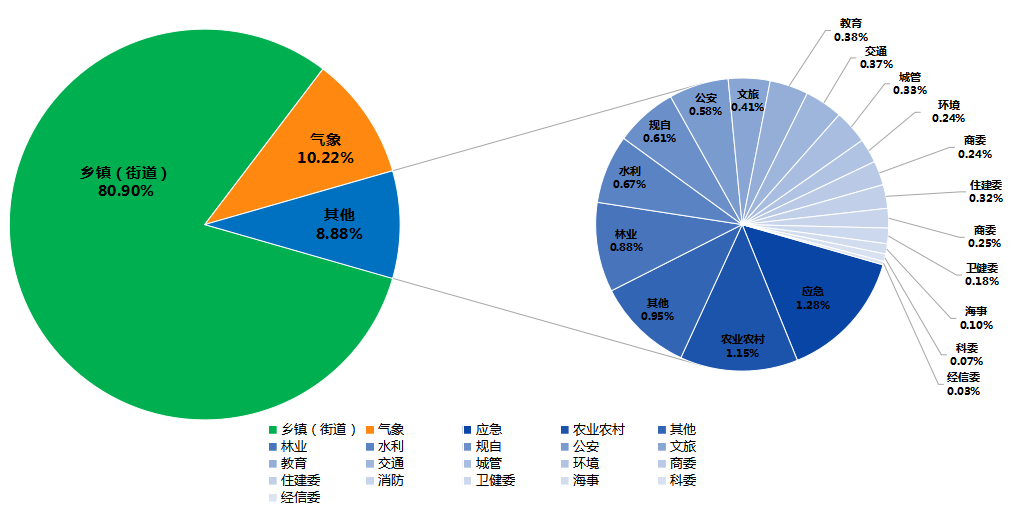 乡镇（街道）
80.90%
气象
10.22%
其他
8.88%
教育
0.38%
交通
0.37%
城管
0.33%
环境
0.24%
商委
0.24%
住建委
0.32%
商委
0.25%
卫健委
0.18%
海事
0.10%
科委
0.07%
经信委
0.03%
文旅
0.41%
公安
0.58%
规自
0.61%
水利
0.67%
林业
0.88%
其他
0.95%
农业农村
1.15%
应急
1.28%
乡镇（街道） 气象 应急 农业农村 其他
林业 水利 规自 公安 文旅
教育 交通 城管 环境 商委
住建委 消防 卫健委 海事 科委
经信委